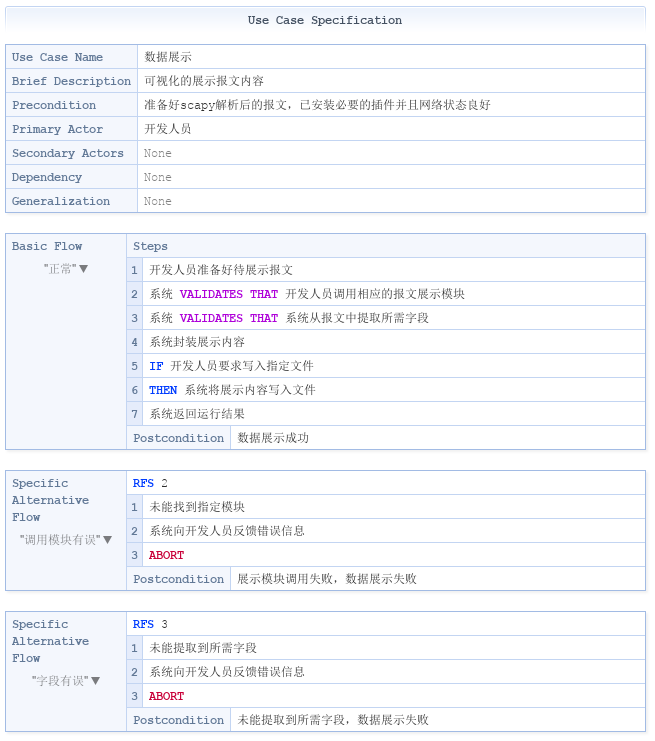 Use Case Specification
Use Case Name 数据展示
Brief Description 可视化的展示报文内容
Precondition 准备好scapy解析后的报文，已安装必要的插件并且网络状态良好
Primary Actor 开发人员
Secondary Actors None
Dependency None
Generalization None
Basic Flow Steps
"正常"▼
1 开发人员准备好待展示报文
2 系统 VALIDATES THAT 开发人员调用相应的报文展示模块
3 系统 VALIDATES THAT 系统从报文中提取所需字段
4 系统封装展示内容
5 IF 开发人员要求写入指定文件
6 THEN 系统将展示内容写入文件
7 系统返回运行结果
Postcondition 数据展示成功
Specific
Alternative
Flow
"调用模块有误"▼
RFS 2
1 未能找到指定模块
2 系统向开发人员反馈错误信息
3 ABORT
Postcondition 展示模块调用失败，数据展示失败
Specific
Alternative
Flow
"字段有误"▼
RFS 3
1 未能提取到所需字段
2 系统向开发人员反馈错误信息
3 ABORT
Postcondition 未能提取到所需字段，数据展示失败